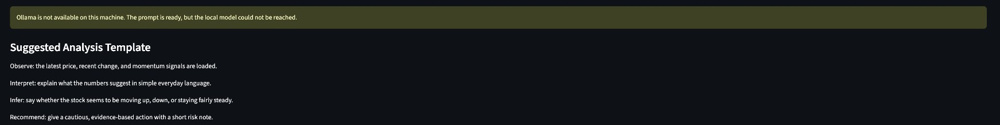 Ollama is not available on this machine. The prompt is ready, but the local model could not be reached.
Suggested Analysis Template
Observe: the latest price, recent change, and momentum signals are loaded.
Interpret: explain what the numbers suggest in simple everyday language.
Infer: say whether the stock seems to be moving up, down, or staying fairly steady.
Recommend: give a cautious, evidence-based action with a short risk note.